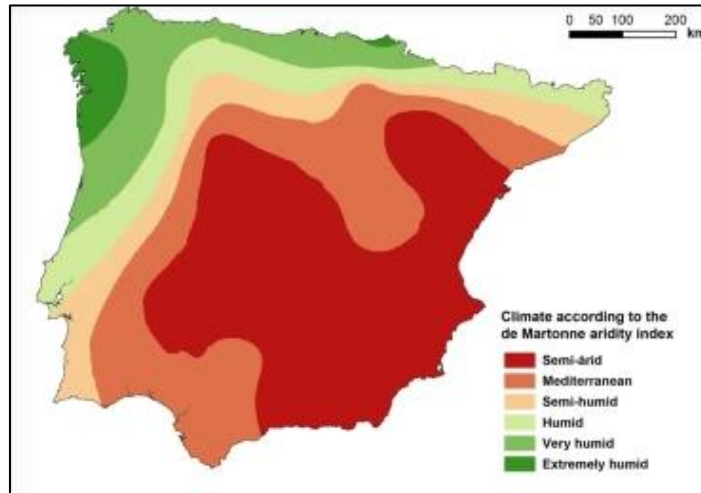 0 50 100 200
km
Climate according to the
de Martonne aridity index
Semi-árid
Mediterranean
Semi-humid
Humid
Very humid
Extremely humid